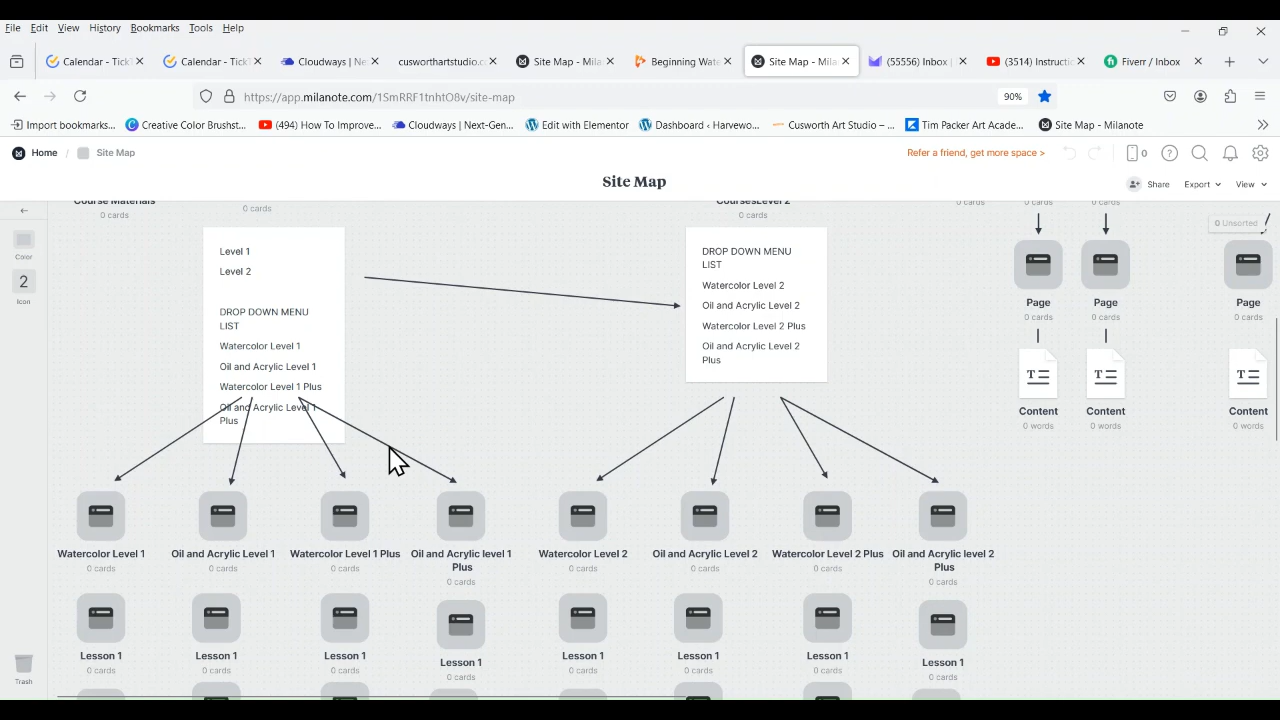 File Edit View History Bookmarks Tools Help
Calendar - Tick
Calendar - Tick
Cloudways | Ne
cusworthartstudio.c
Site Map - Mila
Beginning Wate
Site Map - Mila
(55556) Inbox |
(3514) Instructic
Fiverr / Inbox
https://app.milanote.com/1SmRRF1tnhtO8v/site-map
90%
Import bookmarks...
Creative Color Brushst...
(494) How To Improve...
Cloudways | Next-Gen...
Edit with Elementor
Dashboard ‹ Harvewo...
Cusworth Art Studio – ...
Tim Packer Art Acade...
Site Map - Milanote
Home / Site Map
Refer a friend, get more space >
0
Site Map
Share Export View
Course Materials
0 cards
0 cards
CoursesLevel 2
0 cards
0 cards
0 cards
0 cards
0 Unsorted
Color
2
Icon
Level 1
Level 2
DROP DOWN MENU
LIST
Watercolor Level 1
Oil and Acrylic Level 1
Watercolor Level 1 Plus
Oil and Acrylic Level 1
Plus
DROP DOWN MENU
LIST
Watercolor Level 2
Oil and Acrylic Level 2
Watercolor Level 2 Plus
Oil and Acrylic Level 2
Plus
Page
0 cards
Page
0 cards
Page
0 cards
T
Content
0 words
T
Content
0 words
T
Content
0 words
Watercolor Level 1
0 cards
Oil and Acrylic Level 1
0 cards
Watercolor Level 1 Plus
0 cards
Oil and Acrylic level 1
Plus
0 cards
Watercolor Level 2
0 cards
Oil and Acrylic Level 2
0 cards
Watercolor Level 2 Plus
0 cards
Oil and Acrylic level 2
Plus
0 cards
Lesson 1
0 cards
Lesson 1
0 cards
Lesson 1
0 cards
Lesson 1
0 cards
Lesson 1
0 cards
Lesson 1
0 cards
Lesson 1
0 cards
Lesson 1
0 cards
Trash